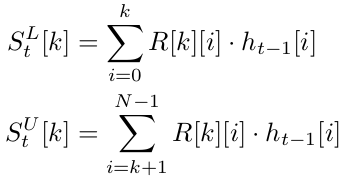 $S_t^L[k] = \sum_{i=0}^{k} R[k][i] \cdot h_{t-1}[i]$
$S_t^U[k] = \sum_{i=k+1}^{N-1} R[k][i] \cdot h_{t-1}[i]$